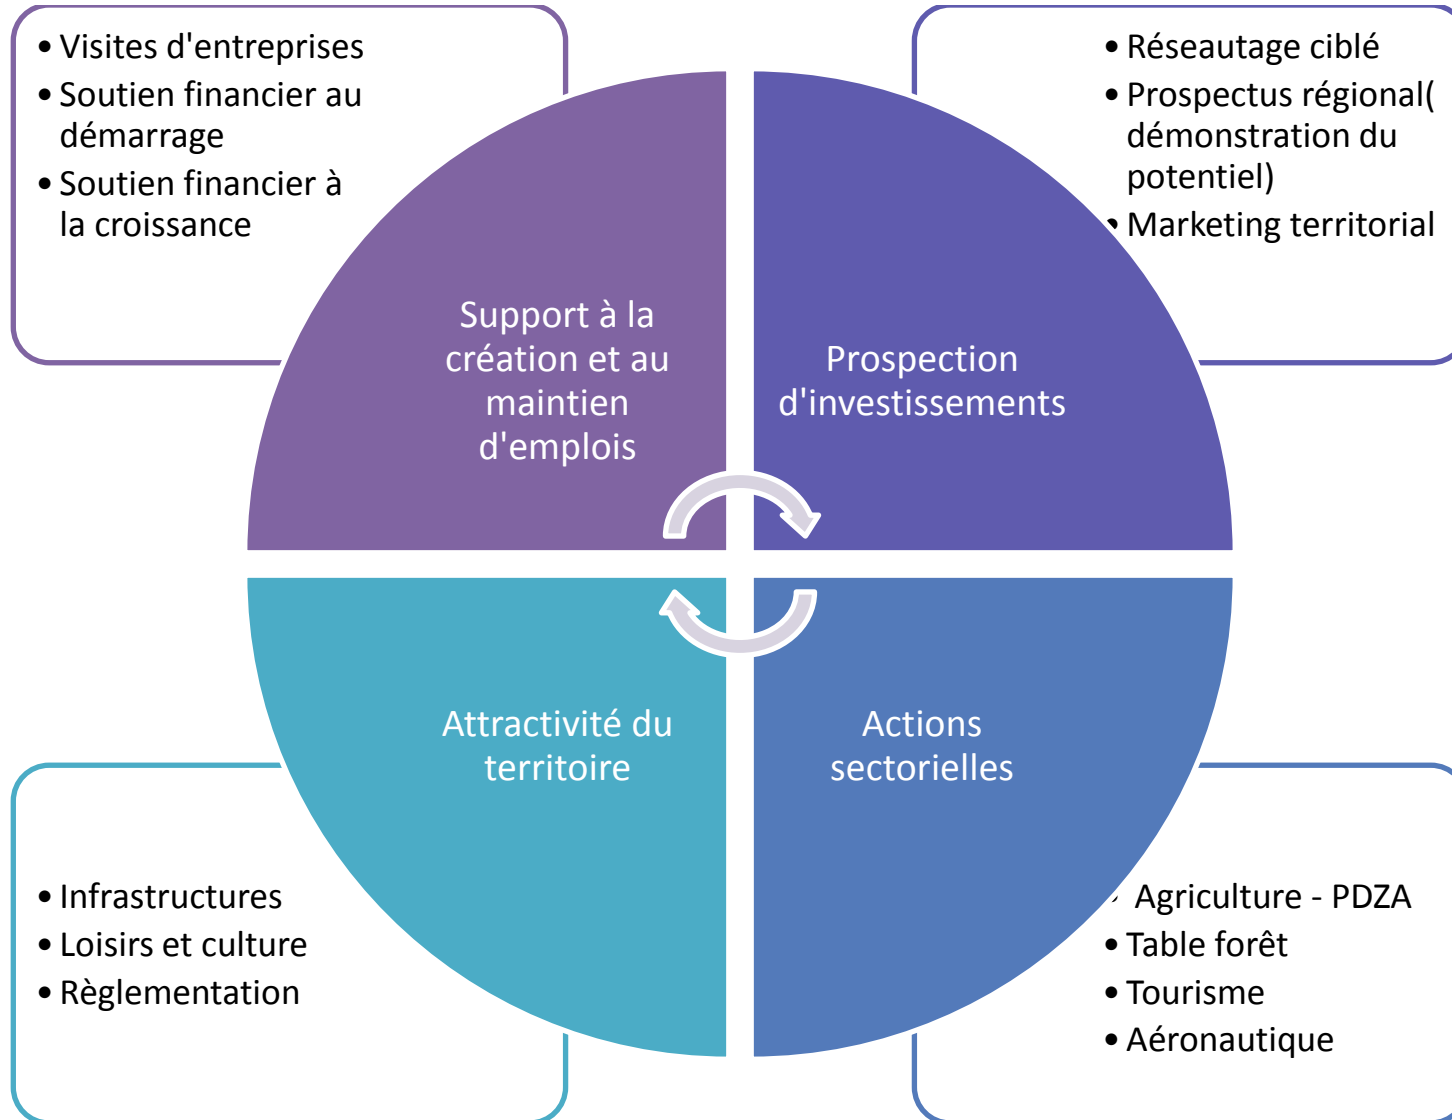 • Visites d'entreprises
• Soutien financier au
démarrage
• Soutien financier à
la croissance
• Réseautage ciblé
• Prospectus régional(
démonstration du
potentiel)
• Marketing territorial
Support à la
création et au
maintien
d'emplois
Prospection
d'investissements
Attractivité du
territoire
Actions
sectorielles
• Infrastructures
• Loisirs et culture
• Règlementation
• Agriculture - PDZA
• Table forêt
• Tourisme
• Aéronautique